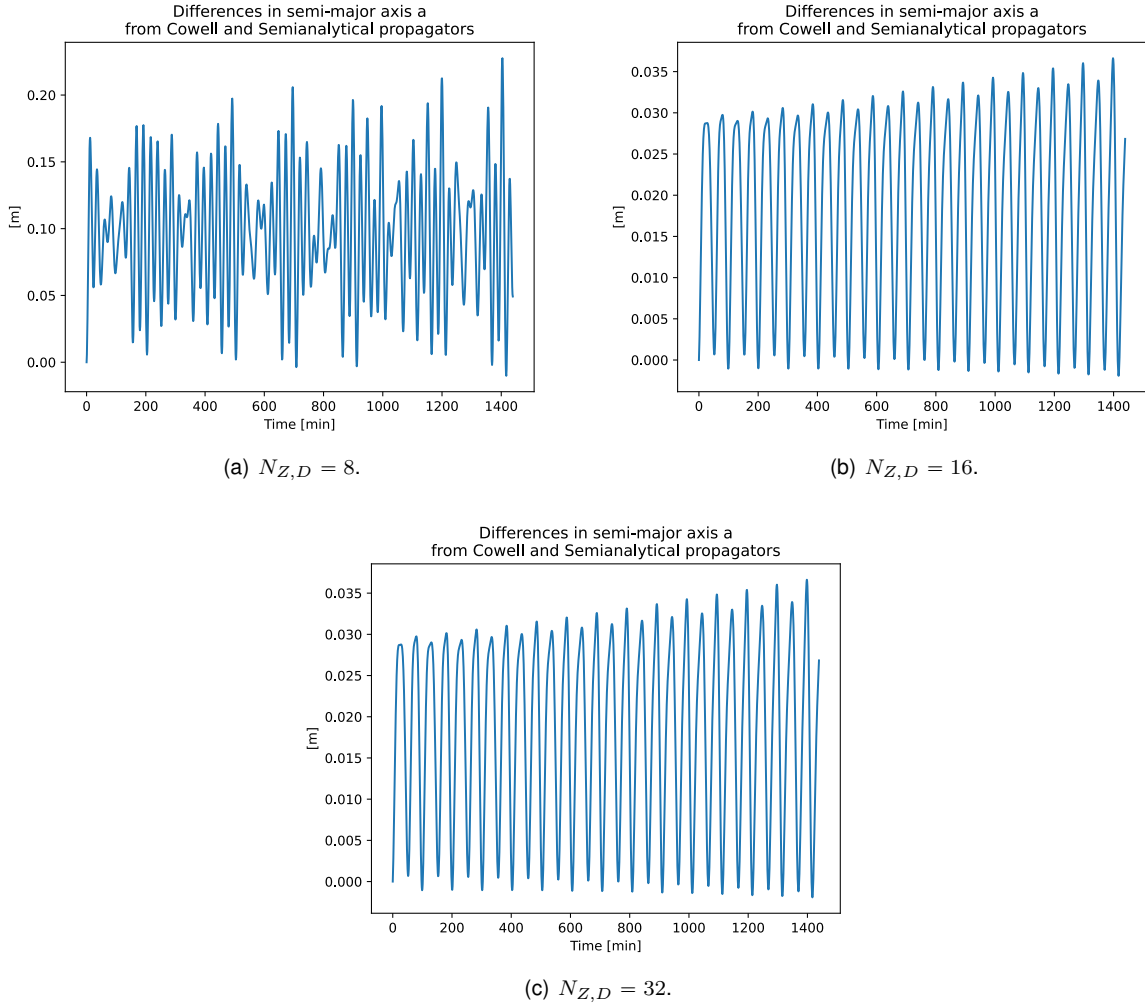 Differences in semi-major axis a
from Cowell and Semianalytical propagators
0.20
0.15
0.10
0.05
0.00
[m]
0 200 400 600 800 1000 1200 1400
Time [min]
(a) N_{Z,D} = 8.
Differences in semi-major axis a
from Cowell and Semianalytical propagators
0.035
0.030
0.025
0.020
0.015
0.010
0.005
0.000
[m]
0 200 400 600 800 1000 1200 1400
Time [min]
(b) N_{Z,D} = 16.
Differences in semi-major axis a
from Cowell and Semianalytical propagators
0.035
0.030
0.025
0.020
0.015
0.010
0.005
0.000
[m]
0 200 400 600 800 1000 1200 1400
Time [min]
(c) N_{Z,D} = 32.